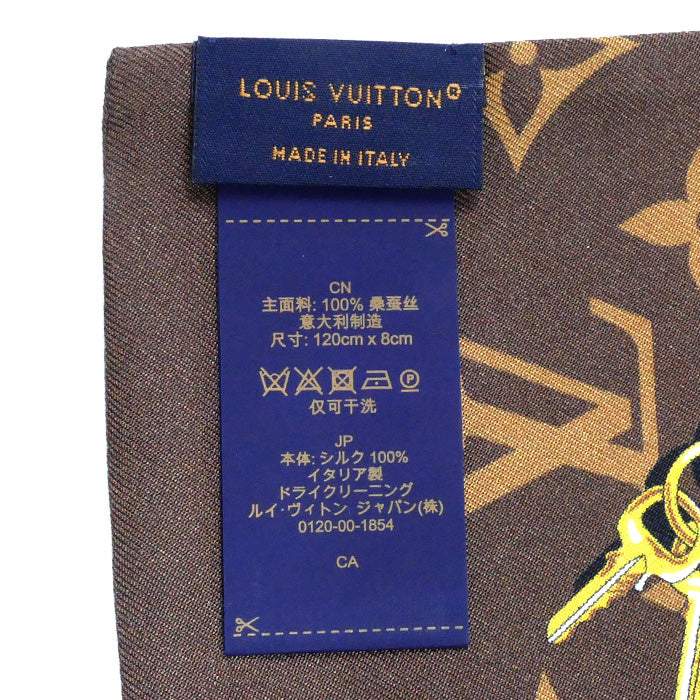 LOUIS VUITTON®
PARIS
MADE IN ITALY
CN
主面料: 100% 桑蚕丝
意大利制造
尺寸: 120cm x 8cm
P
仅可干洗
JP
本体: シルク 100%
イタリア製
ドライクリーニング
ルイ・ヴィトン ジャパン(株)
0120-00-1854
CA